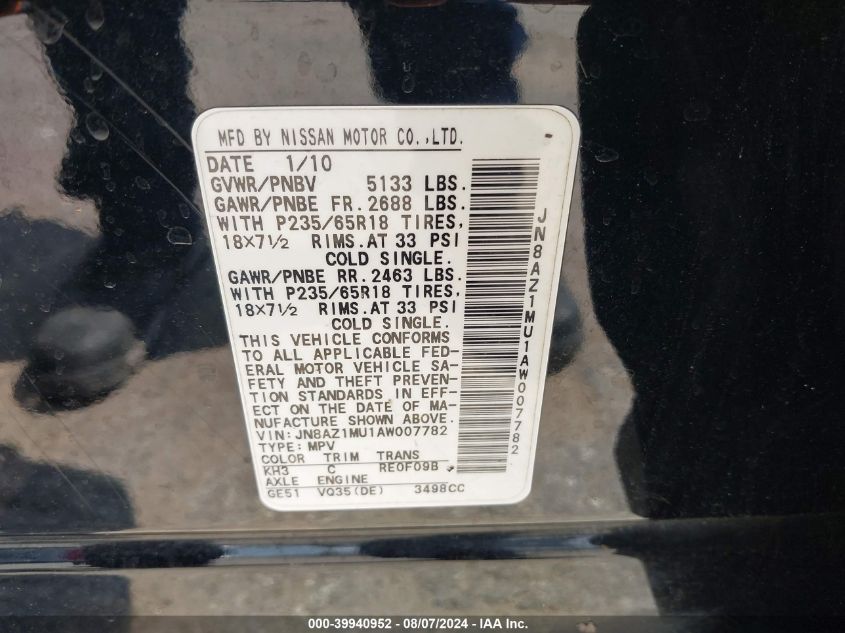 MFD BY NISSAN MOTOR CO.,LTD.
DATE 1/10
GVWR/PNBV 5133 LBS.
GAWR/PNBE FR.2688 LBS.
WITH P235/65R18 TIRES,
18X7½ RIMS.AT 33 PSI
COLD SINGLE.
GAWR/PNBE RR.2463 LBS.
WITH P235/65R18 TIRES.
18X7½ RIMS.AT 33 PSI
COLD SINGLE.
THIS VEHICLE CONFORMS
TO ALL APPLICABLE FED-
ERAL MOTOR VEHICLE SA-
FETY AND THEFT PREVEN-
TION STANDARDS IN EFF-
ECT ON THE DATE OF MA-
NUFACTURE SHOWN ABOVE.
VIN:JN8AZ1MU1AW007782
TYPE:MPV
COLOR TRIM TRANS
KH3 C RE0F09B
AXLE ENGINE
GE51 VQ35(DE) 3498CC
JN8AZ1MU1AW007782
000-39940952 | 08/07/2024 - IAA Inc.